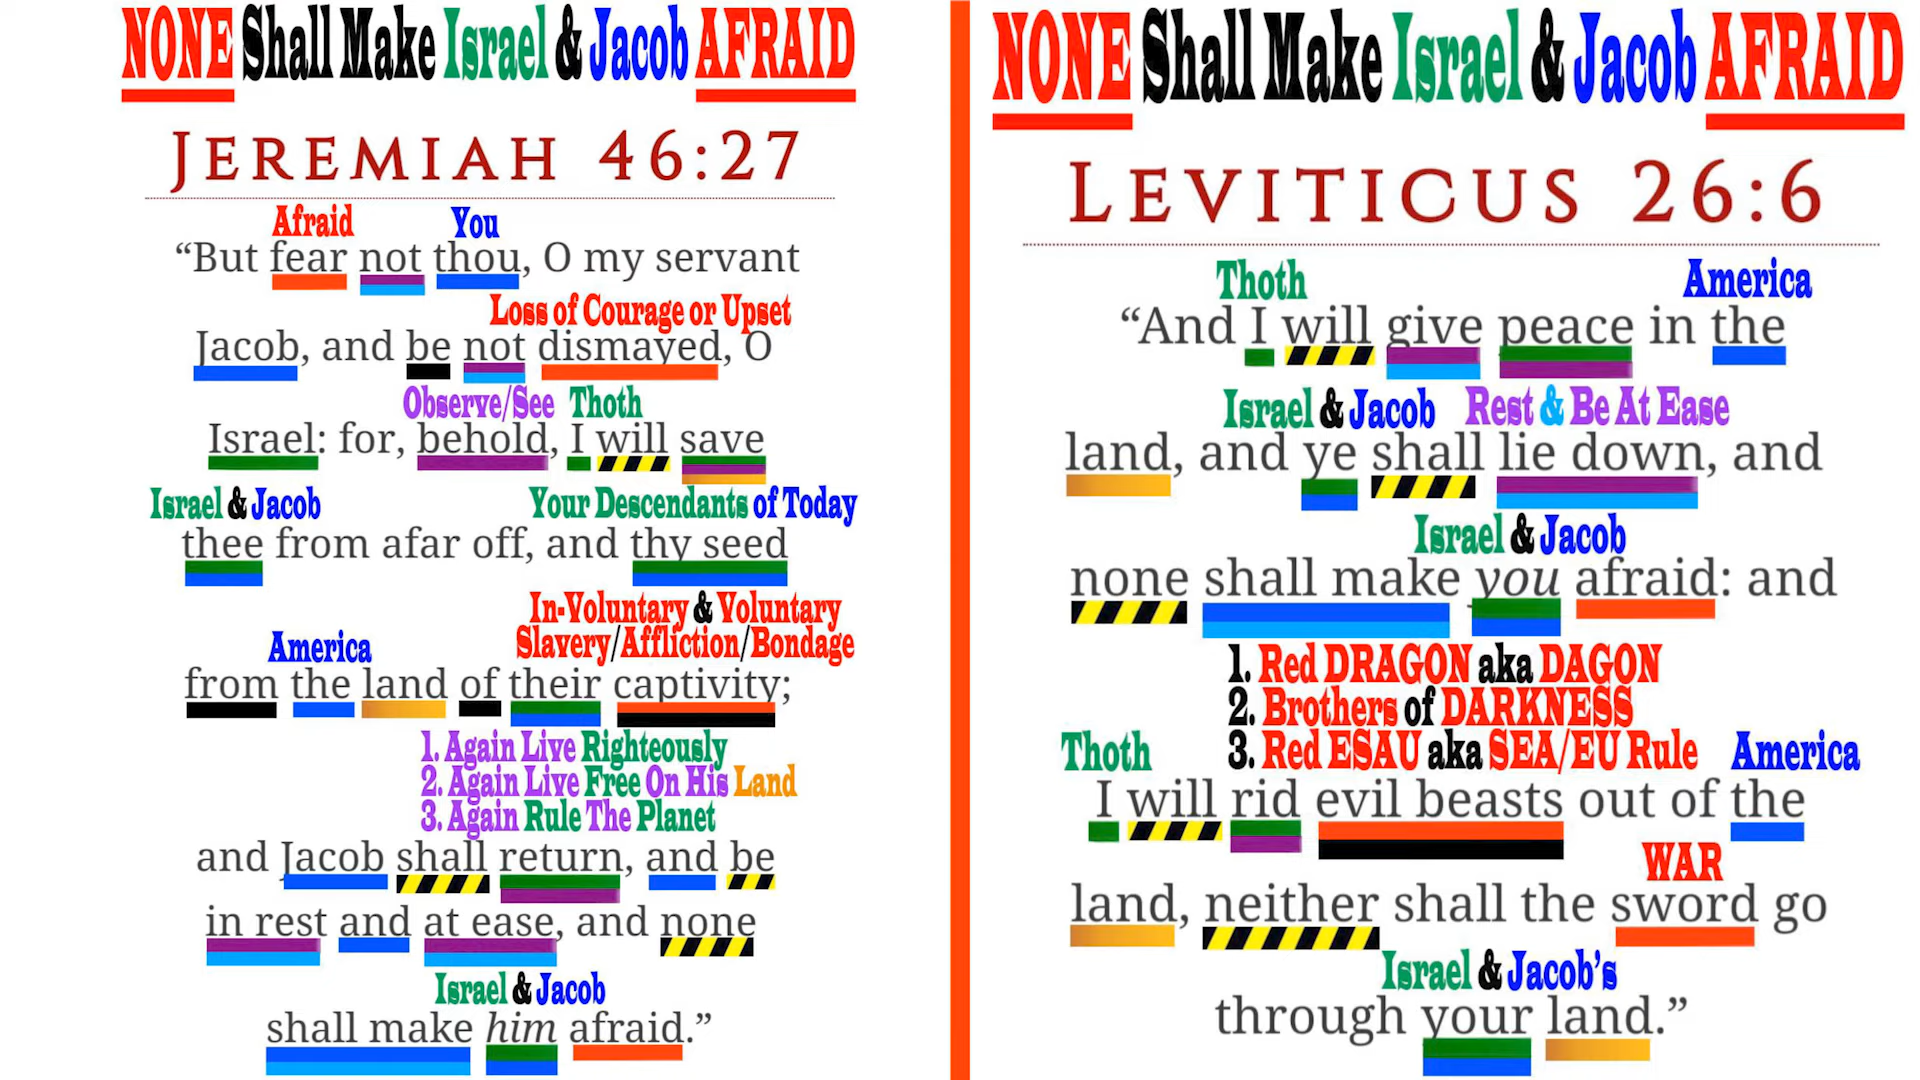 NONE Shall Make Israel & Jacob AFRAID
JEREMIAH 46:27
Afraid You
“But fear not thou, O my servant
Loss of Courage or Upset
Jacob, and be not dismayed, O
Observe/See Thoth
Israel: for, behold, I will save
Israel & Jacob Your Descendants of Today
thee from afar off, and thy seed
In-Voluntary & Voluntary
America Slavery/Affliction/Bondage
from the land of their captivity;
1. Again Live Righteously
2. Again Live Free On His Land
3. Again Rule The Planet
and Jacob shall return, and be
in rest and at ease, and none
Israel & Jacob
shall make him afraid.”
NONE Shall Make Israel & Jacob AFRAID
LEVITICUS 26:6
Thoth America
“And I will give peace in the
Israel & Jacob Rest & Be At Ease
land, and ye shall lie down, and
Israel & Jacob
none shall make you afraid: and
1. Red DRAGON aka DAGON
2. Brothers of DARKNESS
Thoth 3. Red ESAU aka SEA/EU Rule America
I will rid evil beasts out of the
WAR
land, neither shall the sword go
Israel & Jacob's
through your land.”